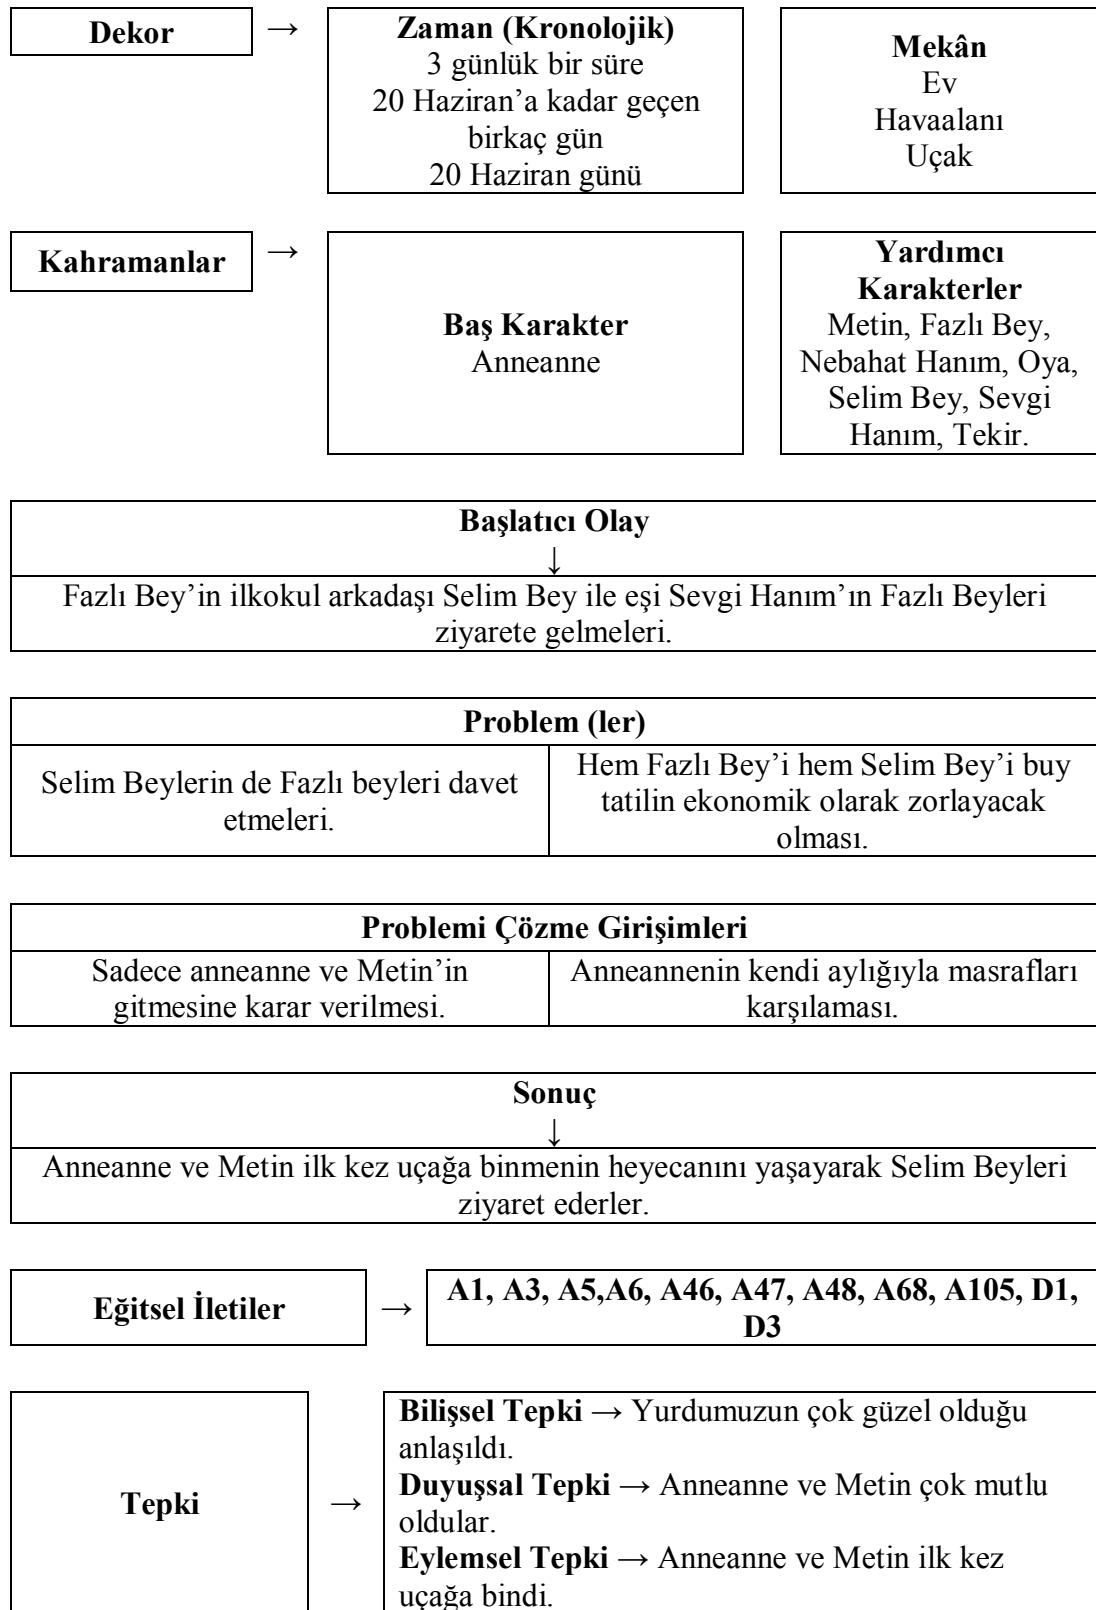 Dekor
→
Zaman (Kronolojik)
3 günlük bir süre
20 Haziran’a kadar geçen
birkaç gün
20 Haziran günü
Mekân
Ev
Havaalanı
Uçak
Kahramanlar
→
Baş Karakter
Anneanne
Yardımcı
Karakterler
Metin, Fazlı Bey,
Nebahat Hanım, Oya,
Selim Bey, Sevgi
Hanım, Tekir.
Başlatıcı Olay
↓
Fazlı Bey’in ilkokul arkadaşı Selim Bey ile eşi Sevgi Hanım’ın Fazlı Beyleri
ziyarete gelmeleri.
Problem (ler)
Selim Beylerin de Fazlı beyleri davet
etmeleri.
Hem Fazlı Bey’i hem Selim Bey’i buy
tatilin ekonomik olarak zorlayacak
olması.
Problemi Çözme Girişimleri
Sadece anneanne ve Metin’in
gitmesine karar verilmesi.
Anneannenin kendi aylığıyla masrafları
karşılaması.
Sonuç
↓
Anneanne ve Metin ilk kez uçağa binmenin heyecanını yaşayarak Selim Beyleri
ziyaret ederler.
Eğitsel İletiler
→
A1, A3, A5,A6, A46, A47, A48, A68, A105, D1,
D3
Tepki
→
Bilişsel Tepki → Yurdumuzun çok güzel olduğu
anlaşıldı.
Duyuşsal Tepki → Anneanne ve Metin çok mutlu
oldular.
Eylemsel Tepki → Anneanne ve Metin ilk kez
uçağa bindi.